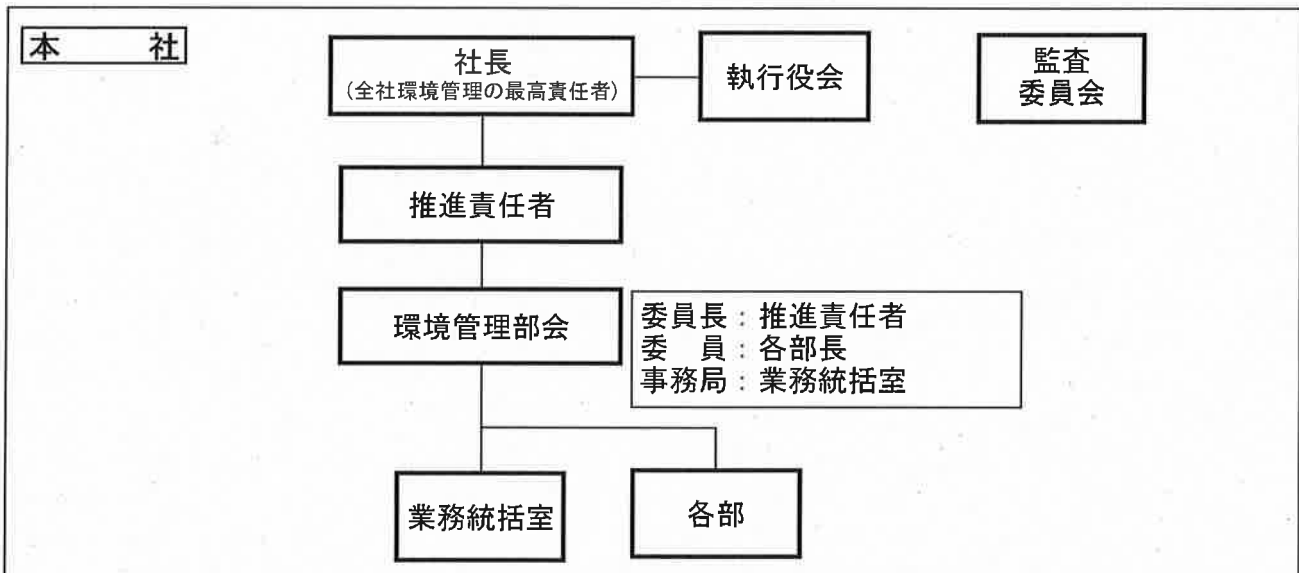 本　　社
社長
(全社環境管理の最高責任者)
執行役会
監査
委員会
推進責任者
環境管理部会
委員長：推進責任者
委　員：各部長
事務局：業務統括室
業務統括室
各部